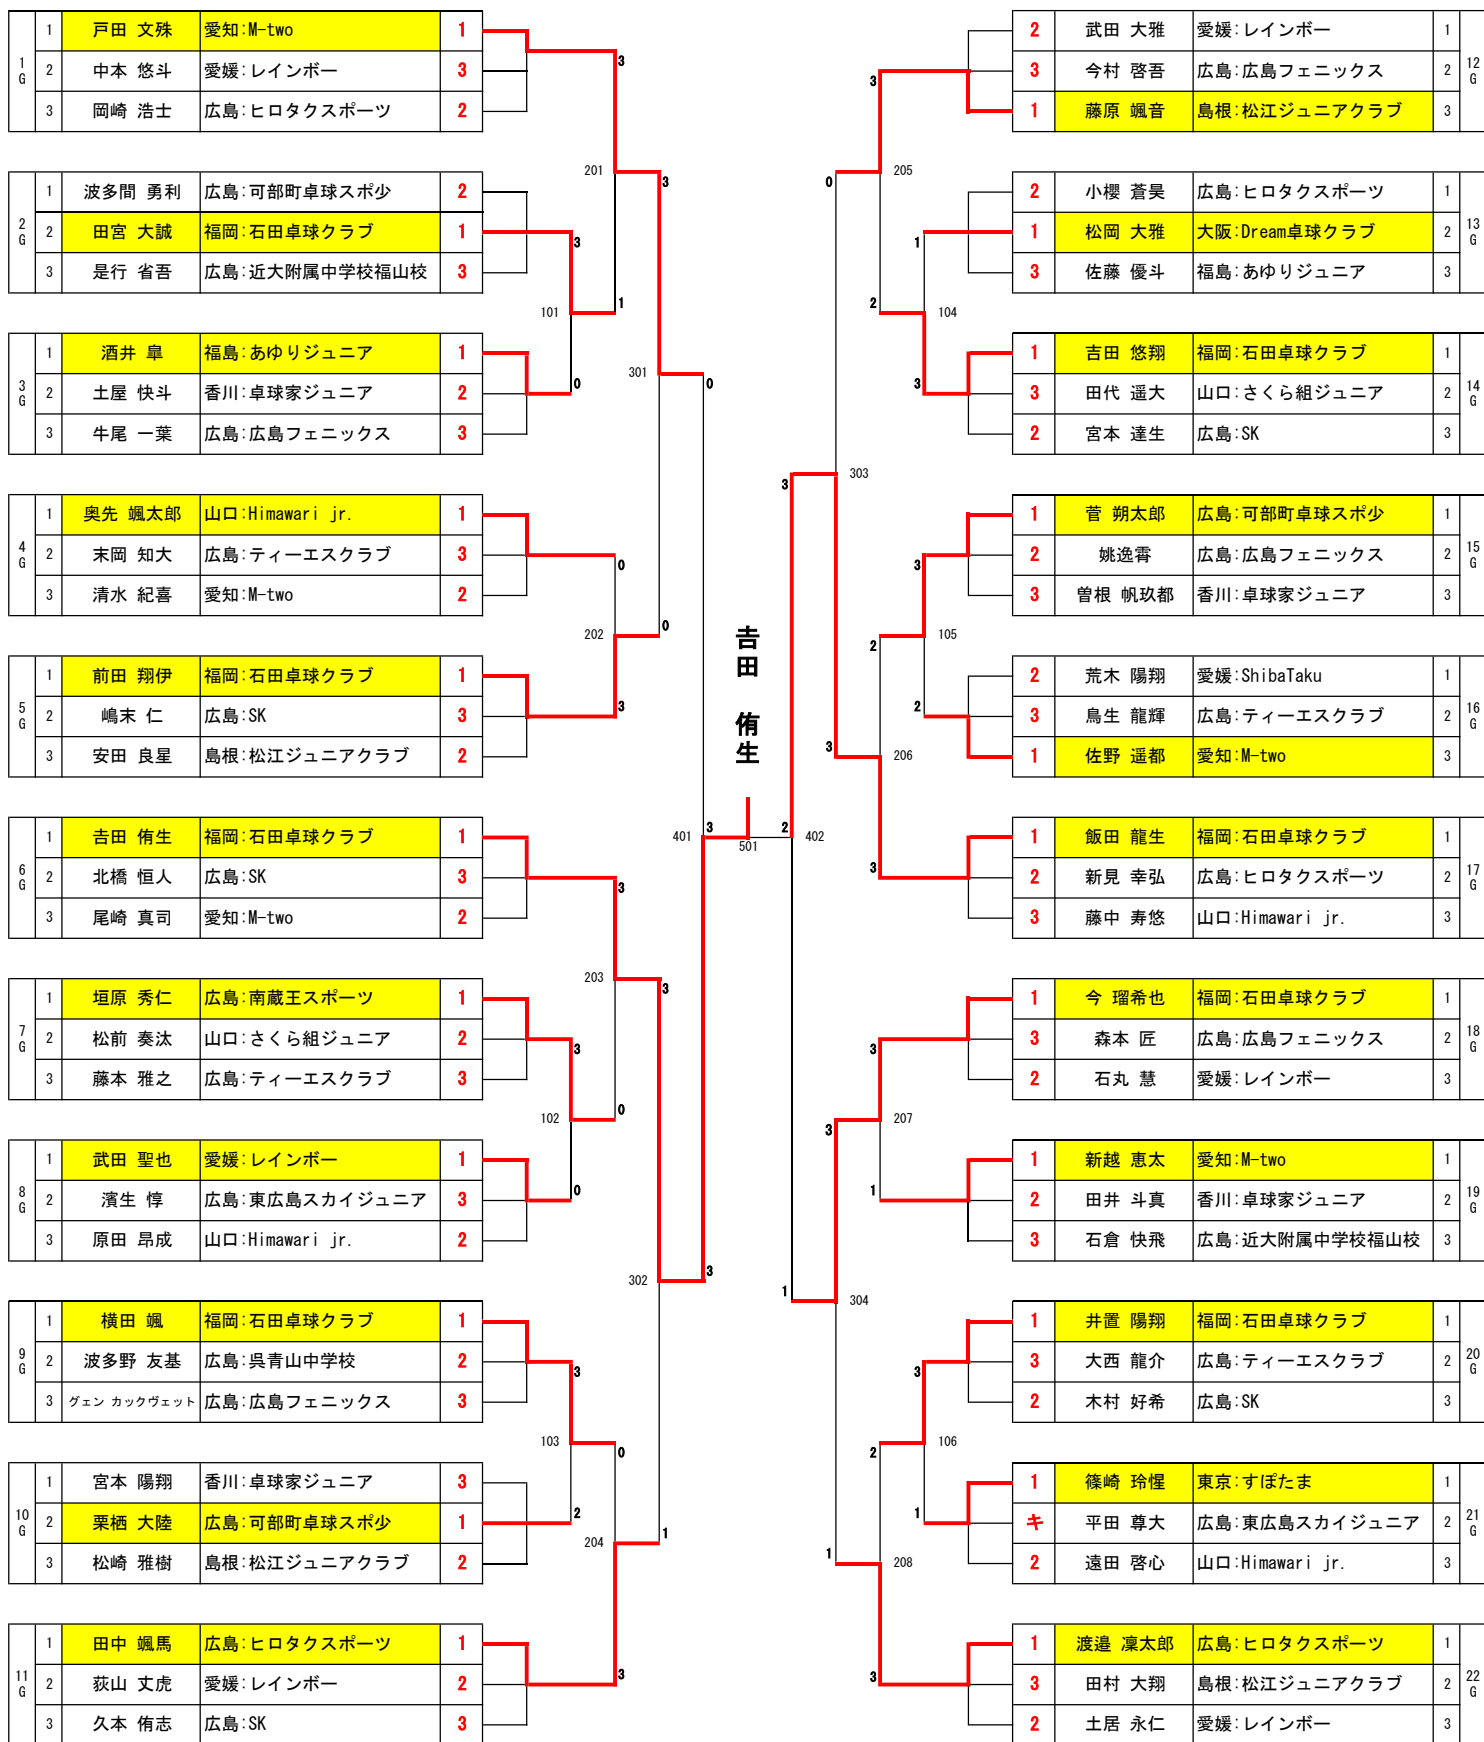 1G
1 戸田 文殊 愛知:M-two 1
2 中本 悠斗 愛媛:レインボー 3
3 岡崎 浩士 広島:ヒロタクスポーツ 2
2G
1 波多間 勇利 広島:可部町卓球スポ少 2
2 田宮 大誠 福岡:石田卓球クラブ 1
3 是行 省吾 広島:近大附属中学校福山校 3
3G
1 酒井 皐 福島:あゆりジュニア 1
2 土屋 快斗 香川:卓球家ジュニア 2
3 牛尾 一葉 広島:広島フェニックス 3
4G
1 奥先 颯太郎 山口:Himawari jr. 1
2 末岡 知大 広島:ティーエスクラブ 3
3 清水 紀喜 愛知:M-two 2
5G
1 前田 翔伊 福岡:石田卓球クラブ 1
2 嶋末 仁 広島:SK 3
3 安田 良星 島根:松江ジュニアクラブ 2
6G
1 𠮷田 侑生 福岡:石田卓球クラブ 1
2 北橋 恒人 広島:SK 3
3 尾崎 真司 愛知:M-two 2
7G
1 垣原 秀仁 広島:南蔵王スポーツ 1
2 松前 奏汰 山口:さくら組ジュニア 2
3 藤本 雅之 広島:ティーエスクラブ 3
8G
1 武田 聖也 愛媛:レインボー 1
2 濱生 惇 広島:東広島スカイジュニア 3
3 原田 昂成 山口:Himawari jr. 2
9G
1 横田 颯 福岡:石田卓球クラブ 1
2 波多野 友基 広島:呉青山中学校 2
3 グェン カックヴェット 広島:広島フェニックス 3
10G
1 宮本 陽翔 香川:卓球家ジュニア 3
2 栗栖 大陸 広島:可部町卓球スポ少 1
3 松崎 雅樹 島根:松江ジュニアクラブ 2
11G
1 田中 颯馬 広島:ヒロタクスポーツ 1
2 荻山 丈虎 愛媛:レインボー 2
3 久本 侑志 広島:SK 3
3
201
3
3
1
101
0
301
0
0
202
0
3
𠮷田 侑生
401
3
501
2
402
3
203
3
3
0
102
0
302
3
3
103
0
2
204
1
3
3
0
205
1
2
104
3
3
303
3
2
105
2
3
206
3
3
3
207
1
1
304
3
2
106
1
1
208
3
2 武田 大雅 愛媛:レインボー 1
3 今村 啓吾 広島:広島フェニックス 2
1 藤原 颯音 島根:松江ジュニアクラブ 3
12G
2 小櫻 蒼昊 広島:ヒロタクスポーツ 1
1 松岡 大雅 大阪:Dream卓球クラブ 2
3 佐藤 優斗 福島:あゆりジュニア 3
13G
1 吉田 悠翔 福岡:石田卓球クラブ 1
3 田代 遥大 山口:さくら組ジュニア 2
2 宮本 達生 広島:SK 3
14G
1 菅 朔太郎 広島:可部町卓球スポ少 1
2 姚逸霄 広島:広島フェニックス 2
3 曽根 帆玖都 香川:卓球家ジュニア 3
15G
2 荒木 陽翔 愛媛:ShibaTaku 1
3 鳥生 龍輝 広島:ティーエスクラブ 2
1 佐野 遥都 愛知:M-two 3
16G
1 飯田 龍生 福岡:石田卓球クラブ 1
2 新見 幸弘 広島:ヒロタクスポーツ 2
3 藤中 寿悠 山口:Himawari jr. 3
17G
1 今 瑠希也 福岡:石田卓球クラブ 1
3 森本 匠 広島:広島フェニックス 2
2 石丸 慧 愛媛:レインボー 3
18G
1 新越 恵太 愛知:M-two 1
2 田井 斗真 香川:卓球家ジュニア 2
3 石倉 快飛 広島:近大附属中学校福山校 3
19G
1 井置 陽翔 福岡:石田卓球クラブ 1
3 大西 龍介 広島:ティーエスクラブ 2
2 木村 好希 広島:SK 3
20G
1 篠崎 玲惺 東京:すぽたま 1
キ 平田 尊大 広島:東広島スカイジュニア 2
2 遠田 啓心 山口:Himawari jr. 3
21G
1 渡邉 凜太郎 広島:ヒロタクスポーツ 1
3 田村 大翔 島根:松江ジュニアクラブ 2
2 土居 永仁 愛媛:レインボー 3
22G